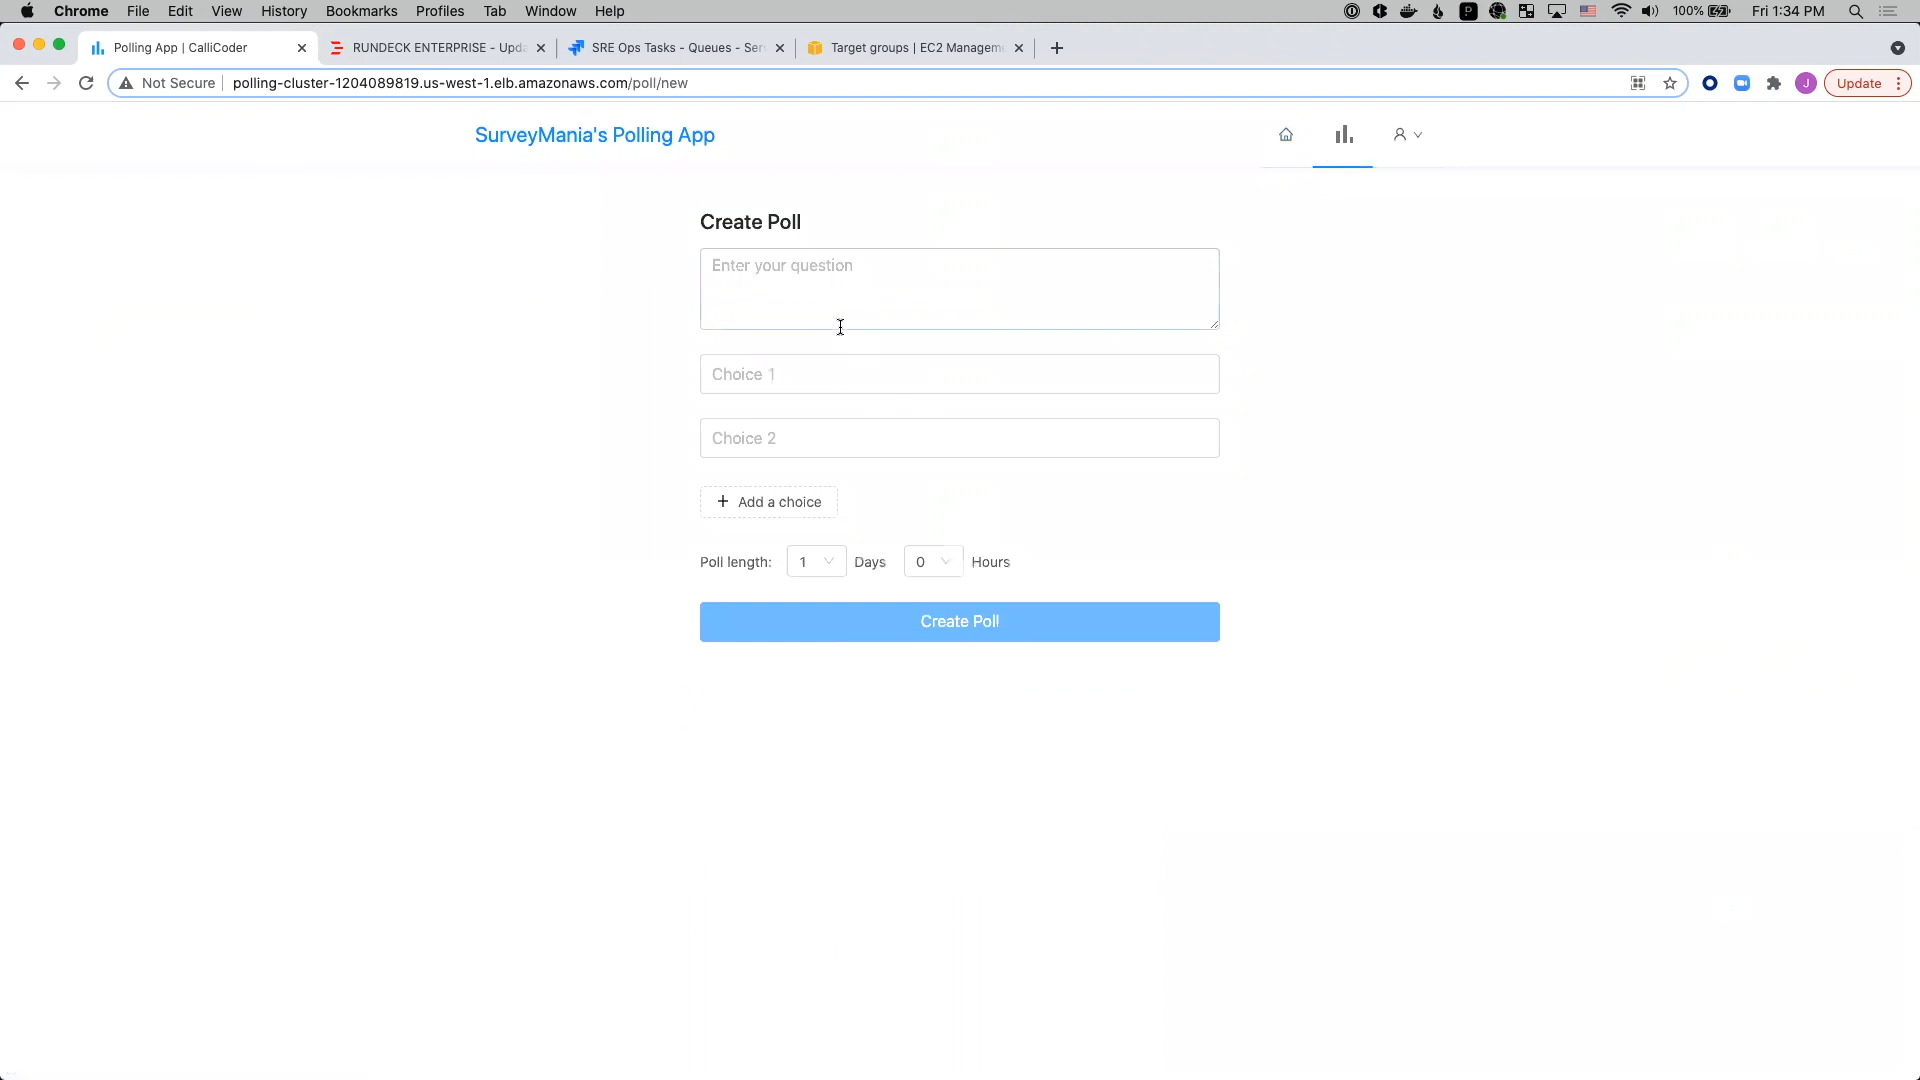 Chrome File Edit View History Bookmarks Profiles Tab Window Help 100% Fri 1:34 PM
Polling App | CalliCoder RUNDECK ENTERPRISE - Upda SRE Ops Tasks - Queues - Ser Target groups | EC2 Managem
Not Secure polling-cluster-1204089819.us-west-1.elb.amazonaws.com/poll/new J Update
SurveyMania's Polling App
Create Poll
Enter your question
Choice 1
Choice 2
+ Add a choice
Poll length: 1 Days 0 Hours
Create Poll